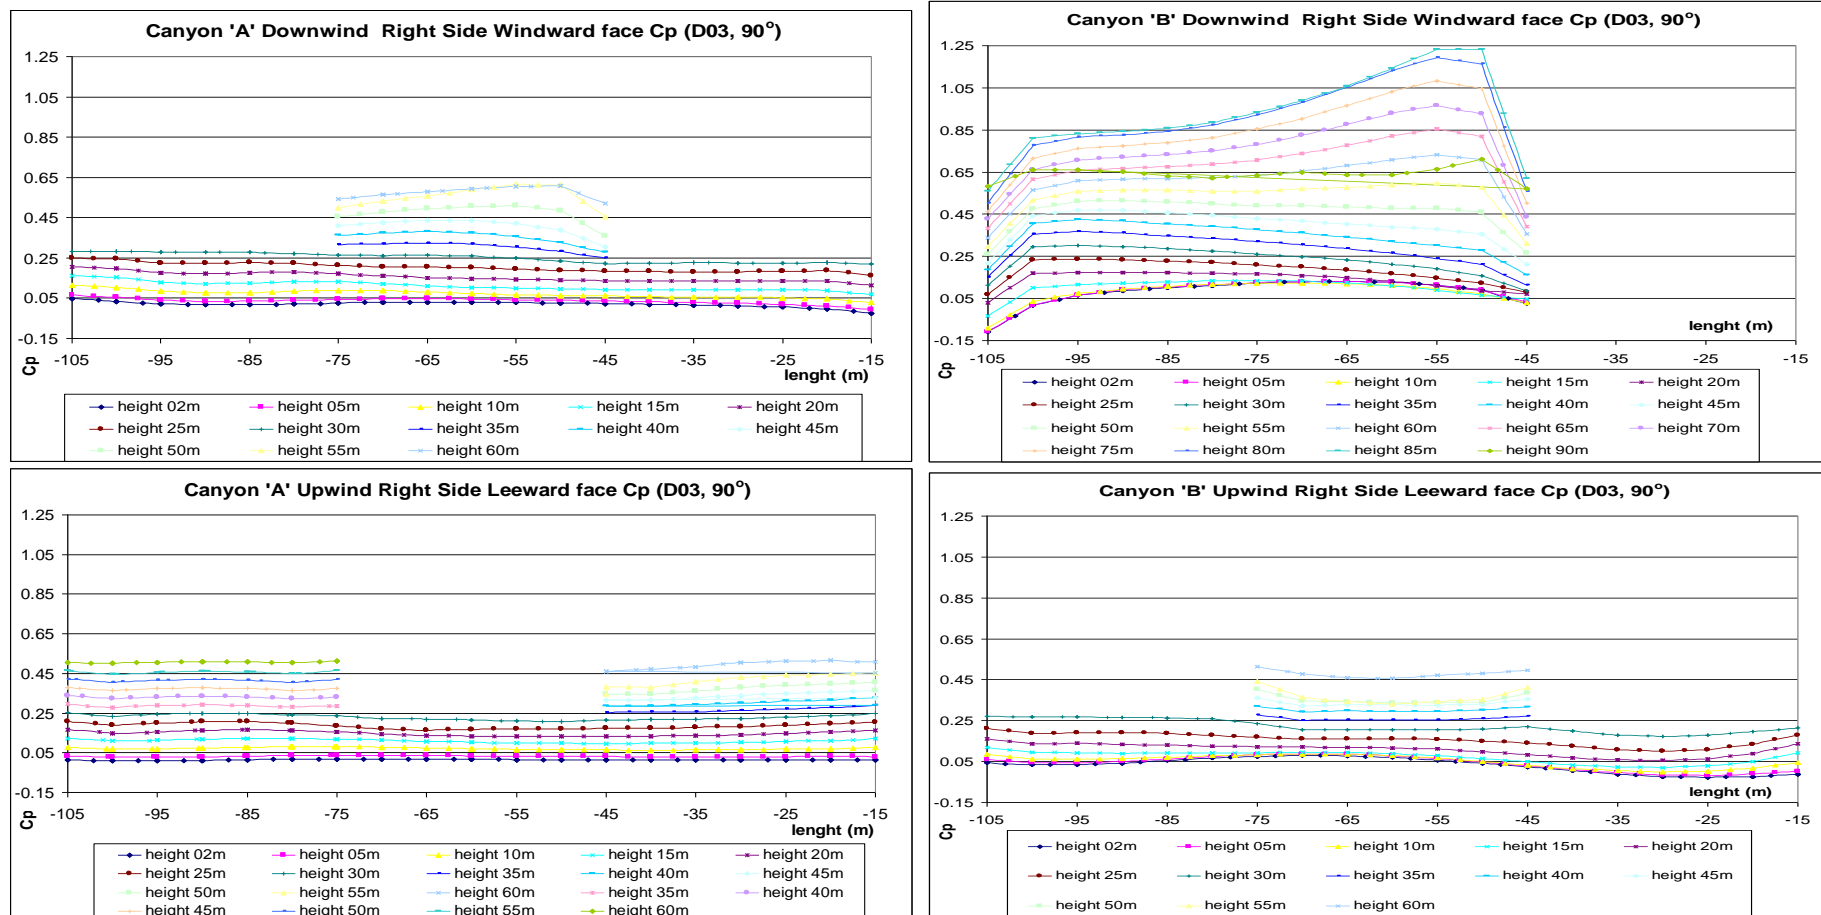 Canyon 'A' Downwind  Right Side Windward face Cp (D03, 90°)
1.25
1.05
0.85
0.65
0.45
0.25
0.05
-0.15
-105 -95 -85 -75 -65 -55 -45 -35 -25 -15
Cp
lenght (m)
height 02m height 05m height 10m height 15m height 20m
height 25m height 30m height 35m height 40m height 45m
height 50m height 55m height 60m
Canyon 'B' Downwind  Right Side Windward face Cp (D03, 90°)
1.25
1.05
0.85
0.65
0.45
0.25
0.05
-0.15
lenght (m)
-105 -95 -85 -75 -65 -55 -45 -35 -25 -15
Cp
height 02m height 05m height 10m height 15m height 20m
height 25m height 30m height 35m height 40m height 45m
height 50m height 55m height 60m height 65m height 70m
height 75m height 80m height 85m height 90m
Canyon 'A' Upwind Right Side Leeward face Cp (D03, 90°)
1.25
1.05
0.85
0.65
0.45
0.25
0.05
-0.15
-105 -95 -85 -75 -65 -55 -45 -35 -25 -15
Cp
lenght (m)
height 02m height 05m height 10m height 15m height 20m
height 25m height 30m height 35m height 40m height 45m
height 50m height 55m height 60m height 35m height 40m
height 45m height 50m height 55m height 60m
Canyon 'B' Upwind Right Side Leeward face Cp (D03, 90°)
1.25
1.05
0.85
0.65
0.45
0.25
0.05
-0.15
lenght (m)
-105 -95 -85 -75 -65 -55 -45 -35 -25 -15
Cp
height 02m height 05m height 10m height 15m height 20m
height 25m height 30m height 35m height 40m height 45m
height 50m height 55m height 60m